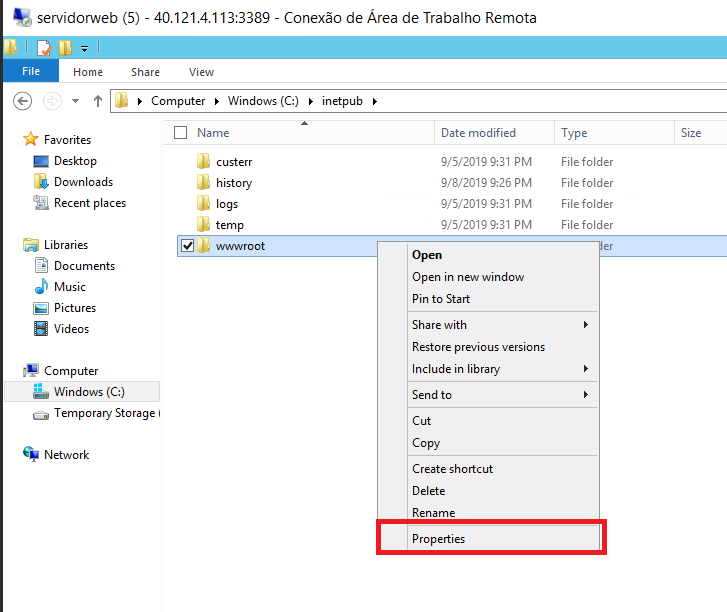 servidorweb (5) - 40.121.4.113:3389 - Conexão de Área de Trabalho Remota
File Home Share View
Computer Windows (C:) inetpub
Name Date modified Type Size
Favorites
Desktop
Downloads
Recent places
Libraries
Documents
Music
Pictures
Videos
Computer
Windows (C:)
Temporary Storage (
Network
custerr 9/5/2019 9:31 PM File folder
history 9/8/2019 9:26 PM File folder
logs 9/5/2019 9:31 PM File folder
temp 9/5/2019 9:31 PM File folder
wwwroot
Open
Open in new window
Pin to Start
Share with
Restore previous versions
Include in library
Send to
Cut
Copy
Create shortcut
Delete
Rename
Properties